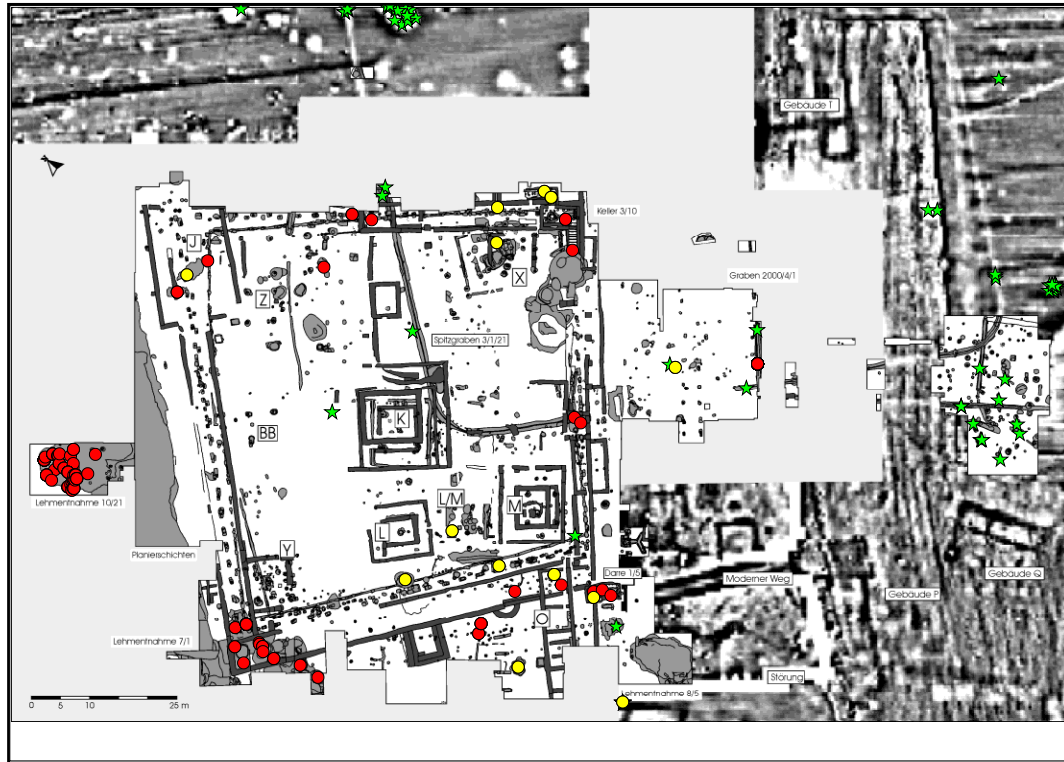 Gebäude T
Keller 3/10
J
X
Z
Graben 2000/4/1
Spitzgraben 3/1/21
K
BB
Lehmentnahme 10/21
L/M
M
L
Planierschichten
Y
Darre 1/5
Moderner Weg
Gebäude Q
Gebäude P
O
Lehmentnahme 7/1
Störung
Lehmentnahme 8/5
0 5 10 25 m